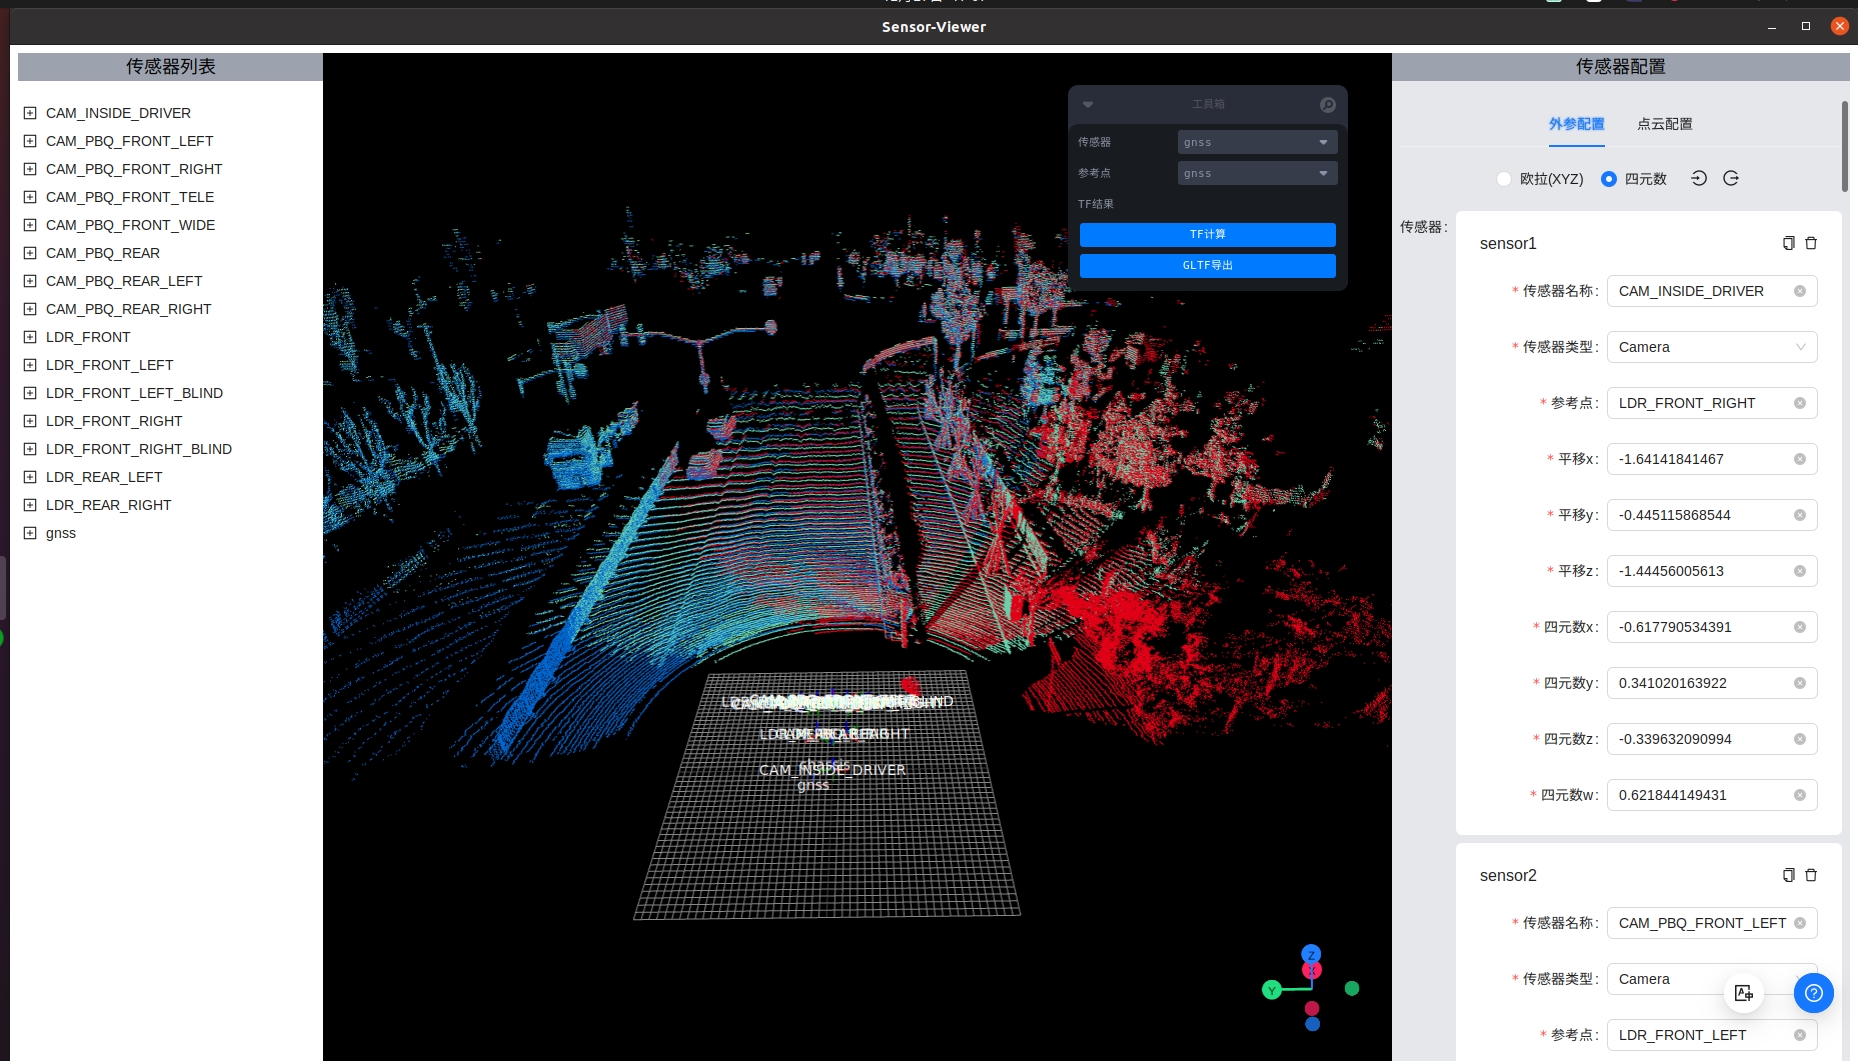 Sensor-Viewer
传感器列表
CAM_INSIDE_DRIVER
CAM_PBQ_FRONT_LEFT
CAM_PBQ_FRONT_RIGHT
CAM_PBQ_FRONT_TELE
CAM_PBQ_FRONT_WIDE
CAM_PBQ_REAR
CAM_PBQ_REAR_LEFT
CAM_PBQ_REAR_RIGHT
LDR_FRONT
LDR_FRONT_LEFT
LDR_FRONT_LEFT_BLIND
LDR_FRONT_RIGHT
LDR_FRONT_RIGHT_BLIND
LDR_REAR_LEFT
LDR_REAR_RIGHT
gnss
工具箱
传感器 gnss
参考点 gnss
TF结果
TF计算
GLTF导出
chassis
CAM_INSIDE_DRIVER
gnss
Z
X
Y
传感器配置
外参配置 点云配置
欧拉(XYZ) 四元数
传感器:
sensor1
* 传感器名称: CAM_INSIDE_DRIVER
* 传感器类型: Camera
* 参考点: LDR_FRONT_RIGHT
* 平移x: -1.64141841467
* 平移y: -0.445115868544
* 平移z: -1.44456005613
* 四元数x: -0.617790534391
* 四元数y: 0.341020163922
* 四元数z: -0.339632090994
* 四元数w: 0.621844149431
sensor2
* 传感器名称: CAM_PBQ_FRONT_LEFT
* 传感器类型: Camera
* 参考点: LDR_FRONT_LEFT